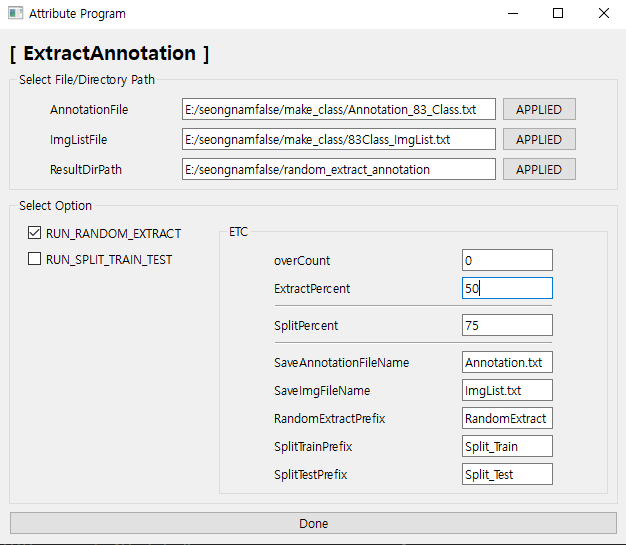 Attribute Program
[ ExtractAnnotation ]
Select File/Directory Path
AnnotationFile E:/seongnamfalse/make_class/Annotation_83_Class.txt APPLIED
ImgListFile E:/seongnamfalse/make_class/83Class_ImgList.txt APPLIED
ResultDirPath E:/seongnamfalse/random_extract_annotation APPLIED
Select Option
RUN_RANDOM_EXTRACT
RUN_SPLIT_TRAIN_TEST
ETC
overCount 0
ExtractPercent 50
SplitPercent 75
SaveAnnotationFileName Annotation.txt
SaveImgFileName ImgList.txt
RandomExtractPrefix RandomExtract
SplitTrainPrefix Split_Train
SplitTestPrefix Split_Test
Done